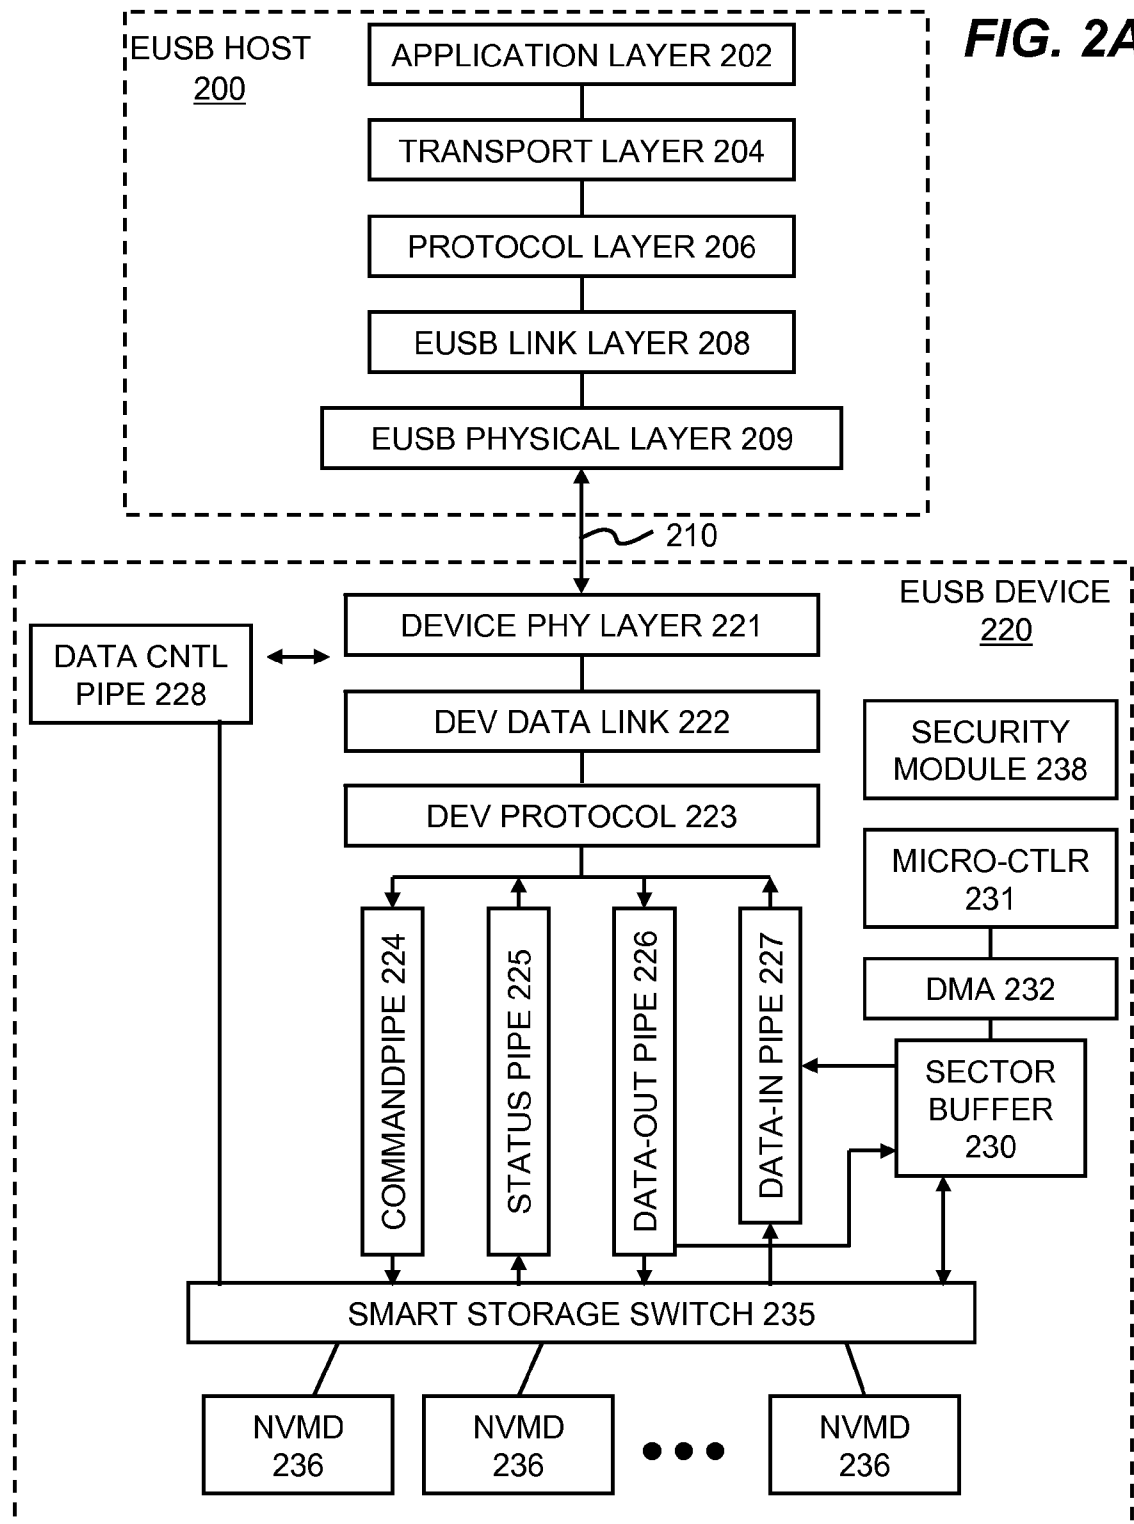 FIG. 2A
EUSB HOST
200
APPLICATION LAYER 202
TRANSPORT LAYER 204
PROTOCOL LAYER 206
EUSB LINK LAYER 208
EUSB PHYSICAL LAYER 209
210
EUSB DEVICE
220
DEVICE PHY LAYER 221
DATA CNTL
PIPE 228
DEV DATA LINK 222
SECURITY
MODULE 238
DEV PROTOCOL 223
MICRO-CTLR
231
COMMANDPIPE 224
STATUS PIPE 225
DATA-OUT PIPE 226
DATA-IN PIPE 227
DMA 232
SECTOR
BUFFER
230
SMART STORAGE SWITCH 235
NVMD
236
NVMD
236
NVMD
236